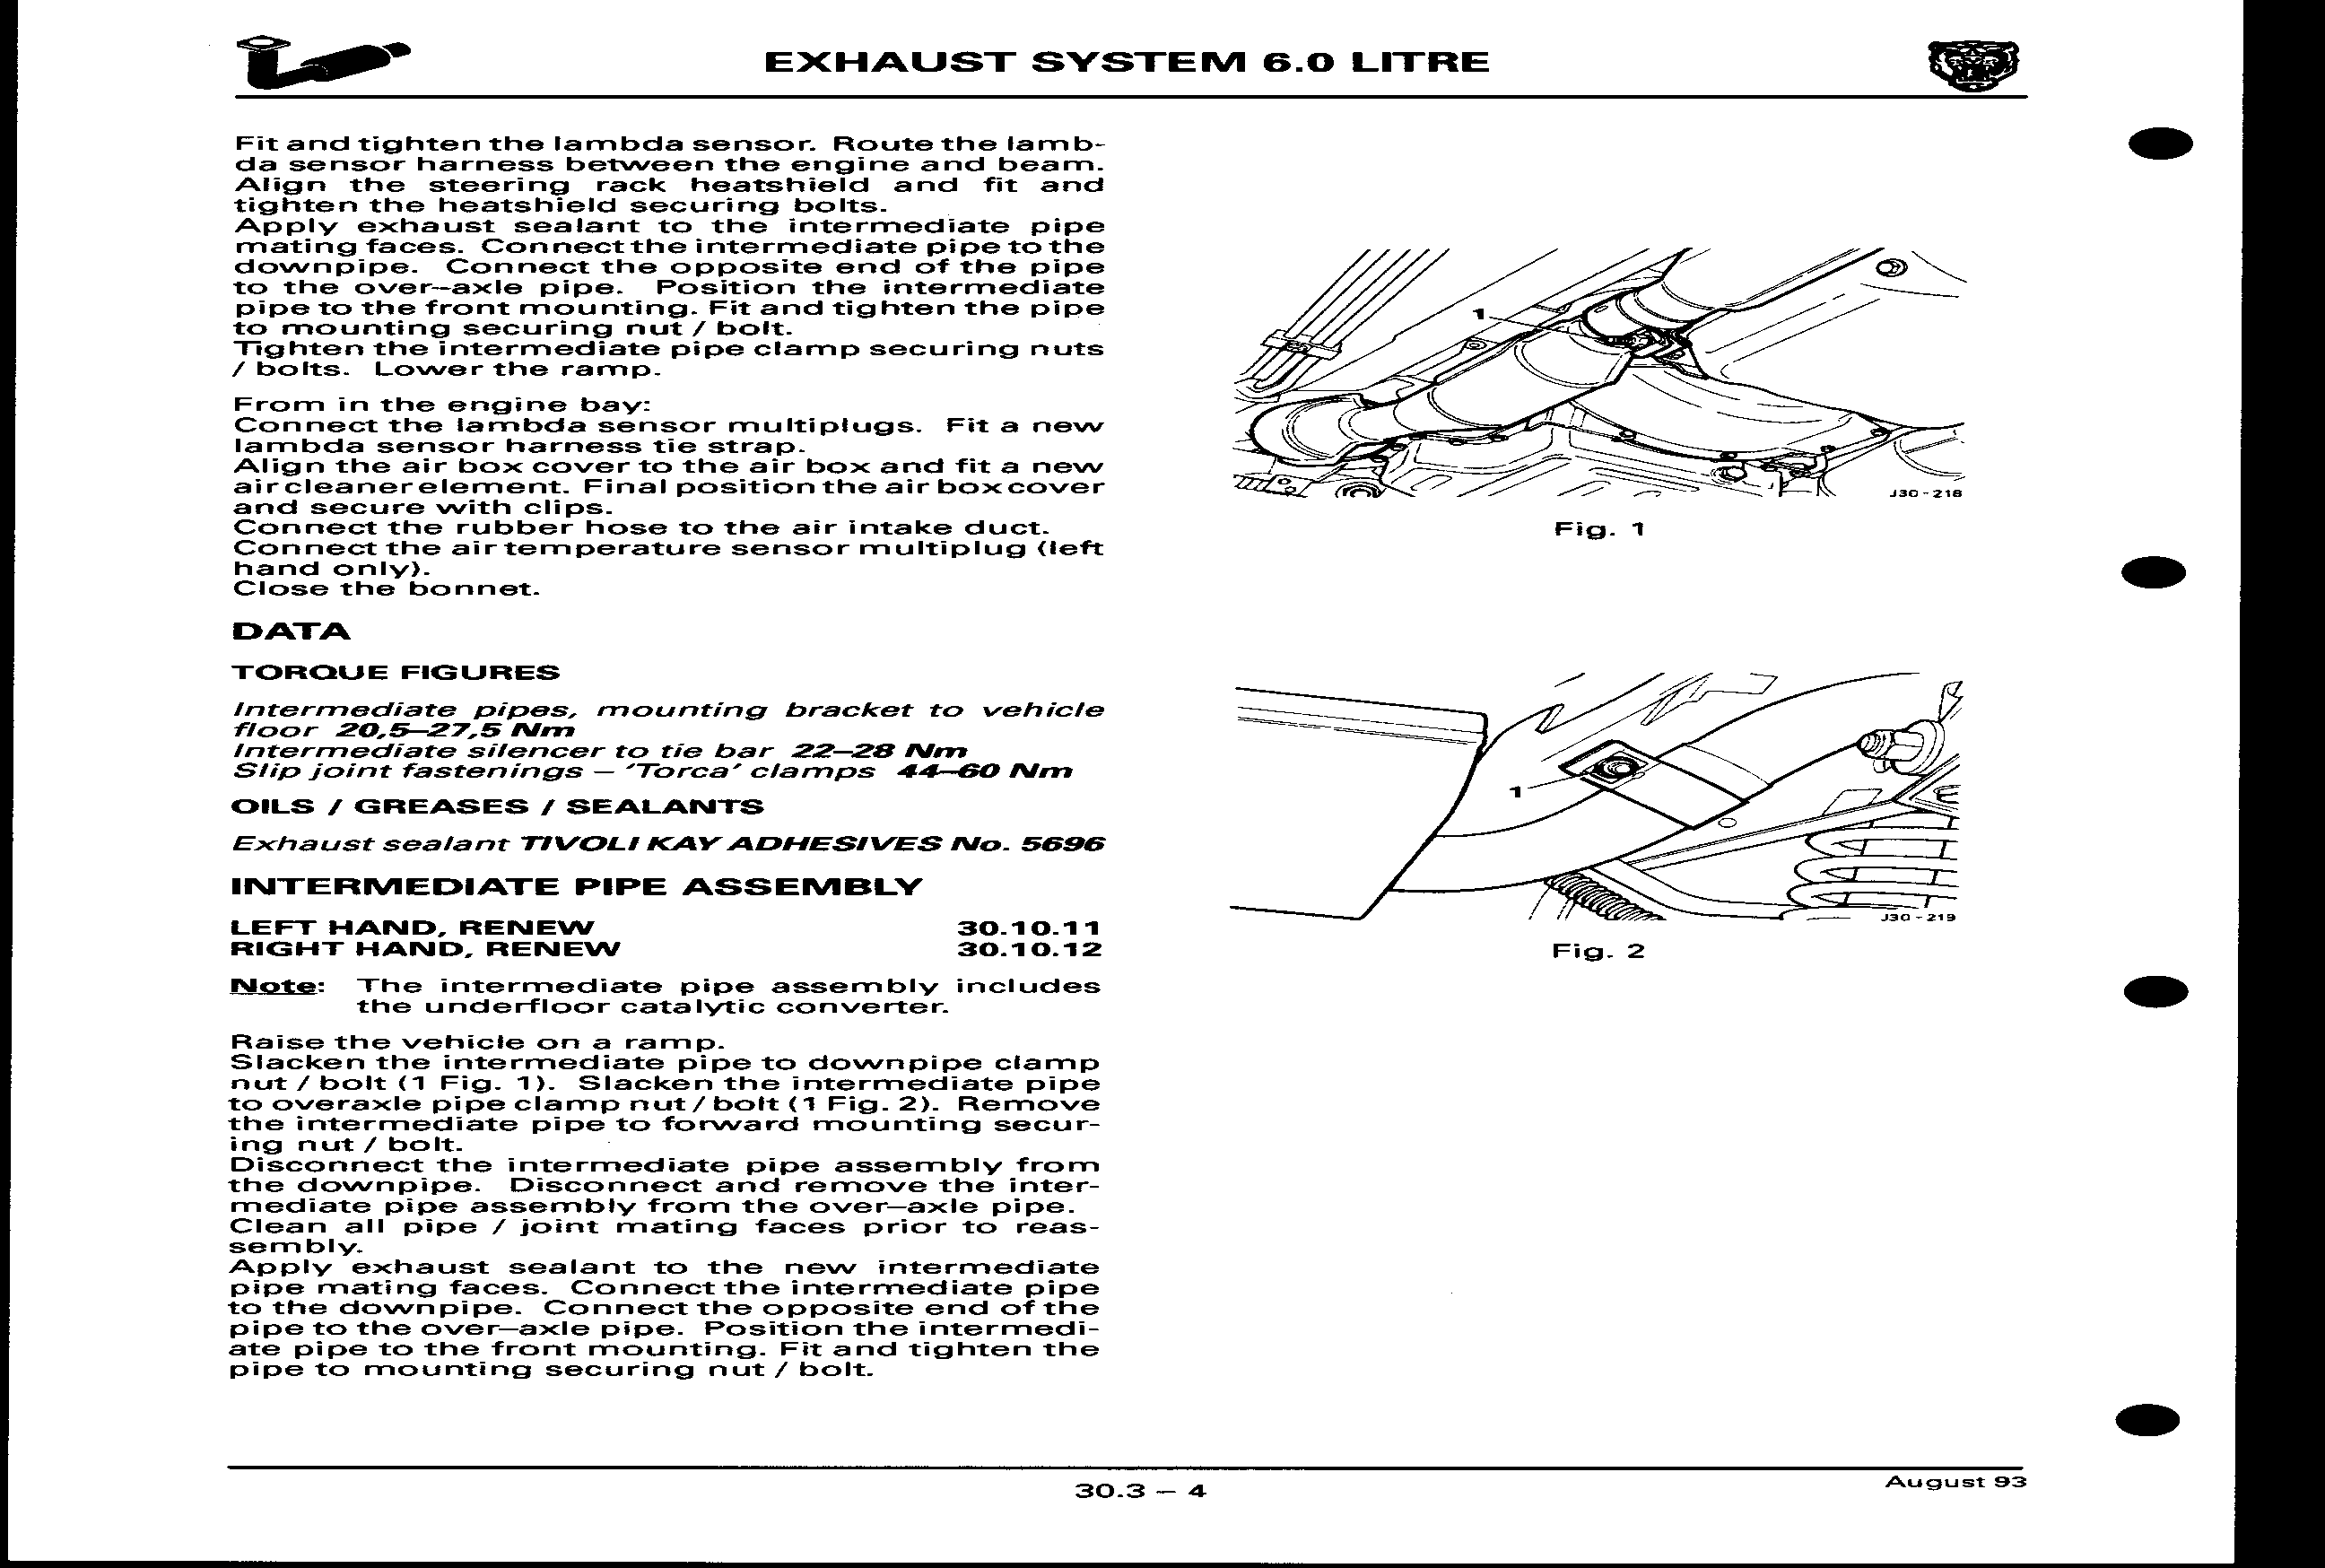 EXHAUST SYSTEM 6.0 LITRE
Fit and tighten the lambda sensor. Route the lamb-
da sensor harness between the engine and beam.
Align the steering rack heatshield and fit and
tighten the heatshield securing bolts.
Apply exhaust sealant to the intermediate pipe
mating faces. Connect the intermediate pipe to the
downpipe. Connect the opposite end of the pipe
to the over--axle pipe. Position the intermediate
pipe to the front mounting. Fit and tighten the pipe
to mounting securing nut / bolt.
Tighten the intermediate pipe clamp securing nuts
/ bolts. Lower the ramp.
From in the engine bay:
Connect the lambda sensor multiplugs. Fit a new
lambda sensor harness tie strap.
Align the air box cover to the air box and fit a new
air cleaner element. Final position the air box cover
and secure with clips.
Connect the rubber hose to the air intake duct.
Connect the air temperature sensor multiplug (left
hand only).
Close the bonnet.
DATA
TORQUE FIGURES
Intermediate pipes, mounting bracket to vehicle
floor 20,5–27,5 Nm
Intermediate silencer to tie bar 22–28 Nm
Slip joint fastenings – 'Torca' clamps 44–60 Nm
OILS / GREASES / SEALANTS
Exhaust sealant TIVOLI KAY ADHESIVES No. 5696
INTERMEDIATE PIPE ASSEMBLY
LEFT HAND, RENEW 30.10.11
RIGHT HAND, RENEW 30.10.12
Note: The intermediate pipe assembly includes
the underfloor catalytic converter.
Raise the vehicle on a ramp.
Slacken the intermediate pipe to downpipe clamp
nut / bolt (1 Fig. 1). Slacken the intermediate pipe
to overaxle pipe clamp nut / bolt (1 Fig. 2). Remove
the intermediate pipe to forward mounting secur-
ing nut / bolt.
Disconnect the intermediate pipe assembly from
the downpipe. Disconnect and remove the inter-
mediate pipe assembly from the over–axle pipe.
Clean all pipe / joint mating faces prior to reas-
sembly.
Apply exhaust sealant to the new intermediate
pipe mating faces. Connect the intermediate pipe
to the downpipe. Connect the opposite end of the
pipe to the over–axle pipe. Position the intermedi-
ate pipe to the front mounting. Fit and tighten the
pipe to mounting securing nut / bolt.
1
J30-218
Fig. 1
1
J30-219
Fig. 2
30.3 – 4
August 93